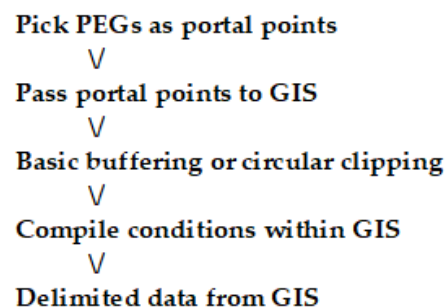 Pick PEGs as portal points
\/
Pass portal points to GIS
\/
Basic buffering or circular clipping
\/
Compile conditions within GIS
\/
Delimited data from GIS